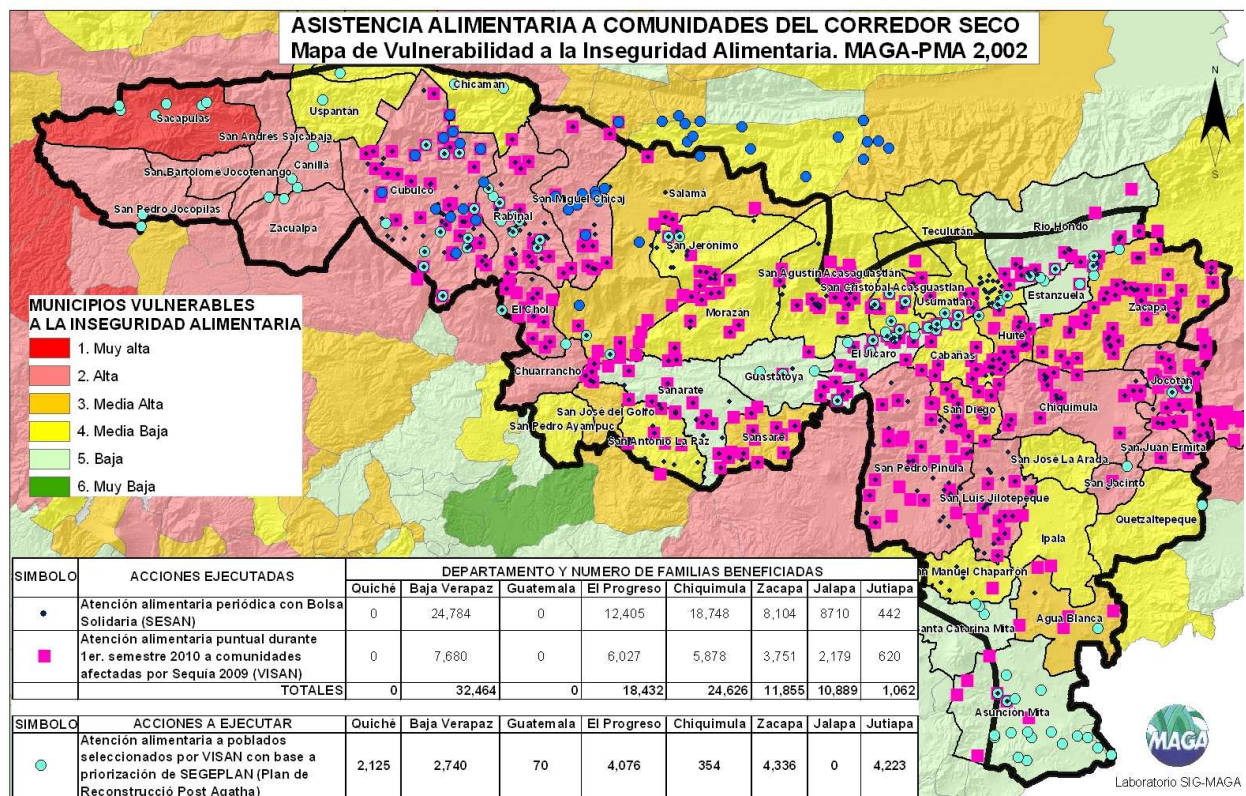 ASISTENCIA ALIMENTARIA A COMUNIDADES DEL CORREDOR SECO
Mapa de Vulnerabilidad a la Inseguridad Alimentaria. MAGA-PMA 2,002
N
S
Chicaman
Uspantán
Sacapulas
San Andres Sajcabaja
Canillá
San Bartolome Jocotenango
Cubulco
San Miguel Chicaj
Salamá
San Pedro Jocopilas
Rabinal
Zacualpa
San Jerónimo
Teculután
Rio Hondo
San Agustin Acasaguastlán
San Cristobal Acasguastlan
Usumatlan
Estanzuela
Zacapa
El Chol
Morazán
Huite
El Jicaro
Cabañas
Chuarrancho
Guastatoya
Jocotán
Sanarate
San José del Golfo
San Diego
Chiquimula
San Pedro Ayampuc
San Antonio La Paz
Sansare
San Juan Ermita
San Pedro Pinula
San José La Arada
San Jacinto
San Luis Jilotepeque
Quetzaltepeque
Ipala
n Manuel Chaparrón
Agua Blanca
anta Catarina Mita
Asunción Mita
MUNICIPIOS VULNERABLES
A LA INSEGURIDAD ALIMENTARIA
1. Muy alta
2. Alta
3. Media Alta
4. Media Baja
5. Baja
6. Muy Baja
SIMBOLO ACCIONES EJECUTADAS DEPARTAMENTO Y NUMERO DE FAMILIAS BENEFICIADAS
Quiché Baja Verapaz Guatemala El Progreso Chiquimula Zacapa Jalapa Jutiapa
Atención alimentaria periódica con Bolsa
Solidaria (SESAN) 0 24,784 0 12,405 18,748 8,104 8710 442
Atención alimentaria puntual durante
1er. semestre 2010 a comunidades 0 7,680 0 6,027 5,878 3,751 2,179 620
afectadas por Sequía 2009 (VISAN)
TOTALES 0 32,464 0 18,432 24,626 11,855 10,889 1,062
SIMBOLO ACCIONES A EJECUTAR Quiché Baja Verapaz Guatemala El Progreso Chiquimula Zacapa Jalapa Jutiapa
Atención alimentaria a poblados
seleccionados por VISAN con base a
priorización de SEGEPLAN (Plan de 2,125 2,740 70 4,076 354 4,336 0 4,223
Reconstrucció Post Agatha)
MAGA
Laboratorio SIG-MAGA